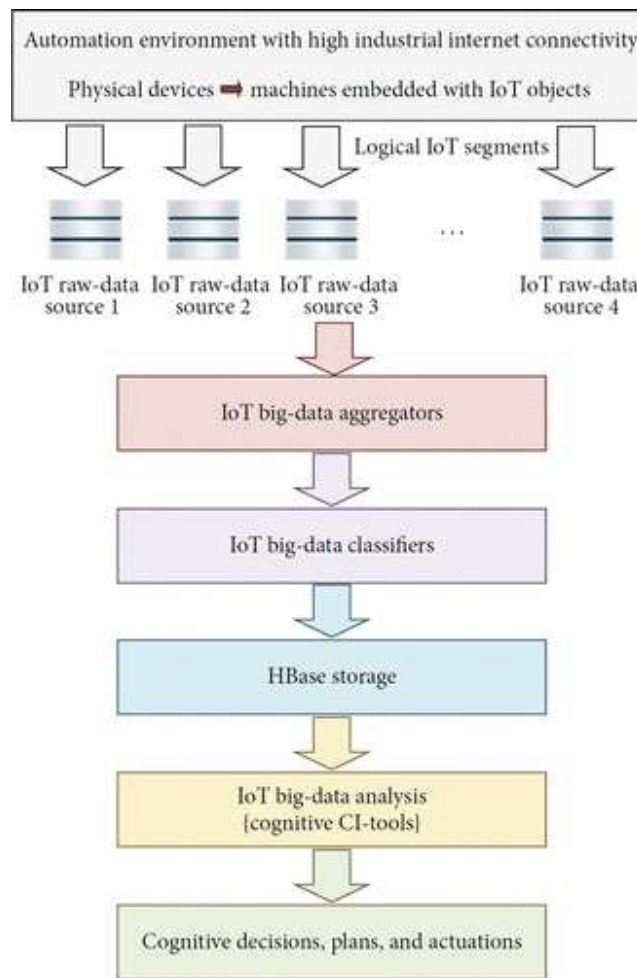 Automation environment with high industrial internet connectivity
Physical devices ➡ machines embedded with IoT objects
Logical IoT segments
...
IoT raw-data
source 1
IoT raw-data
source 2
IoT raw-data
source 3
IoT raw-data
source 4
IoT big-data aggregators
IoT big-data classifiers
HBase storage
IoT big-data analysis
{cognitive CI-tools}
Cognitive decisions, plans, and actuations